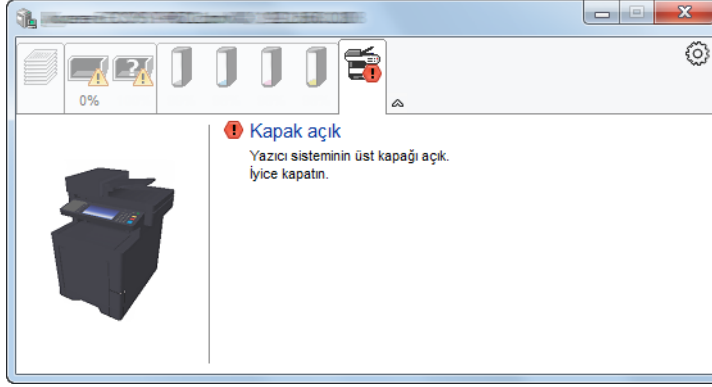 0%
Kapak açık
Yazıcı sisteminin üst kapağı açık.
İyice kapatın.